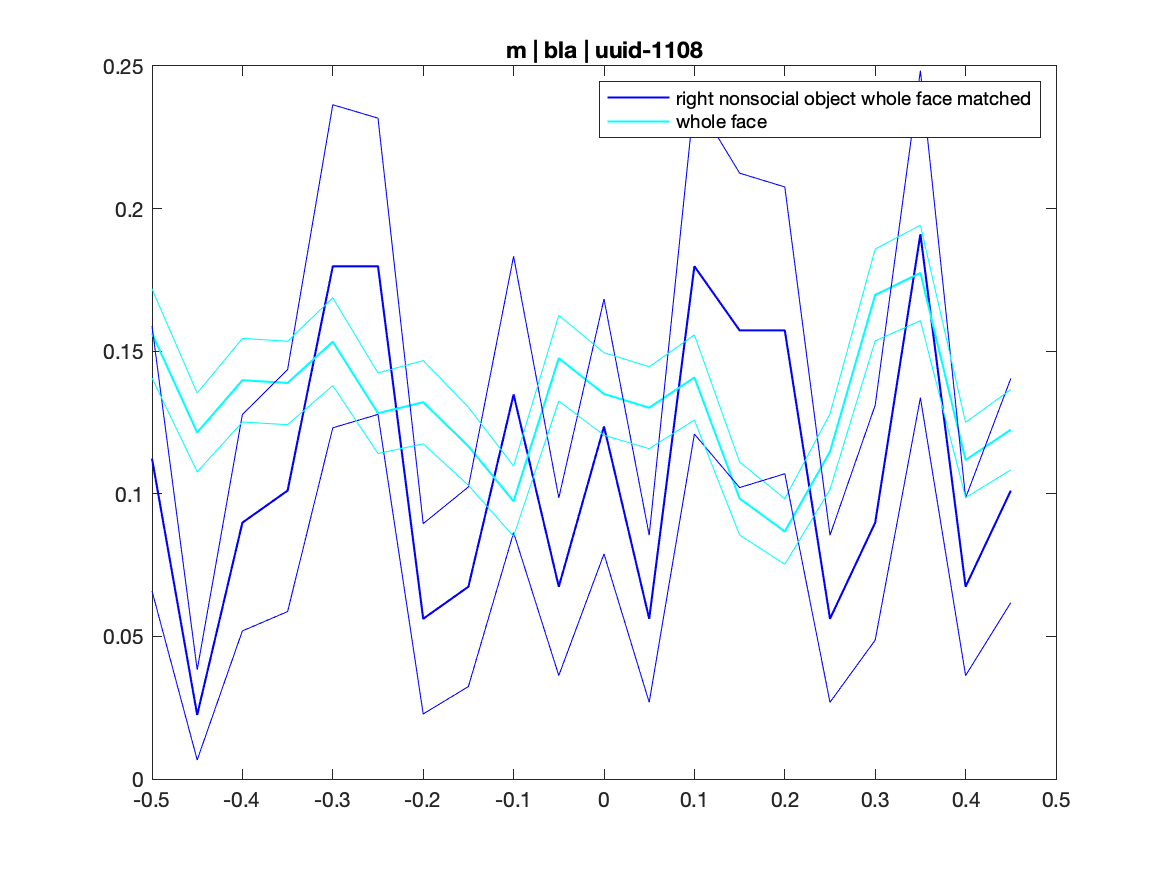 m | bla | uuid-1108
right nonsocial object whole face matched
whole face
0.25
0.2
0.15
0.1
0.05
0
-0.5 -0.4 -0.3 -0.2 -0.1 0 0.1 0.2 0.3 0.4 0.5